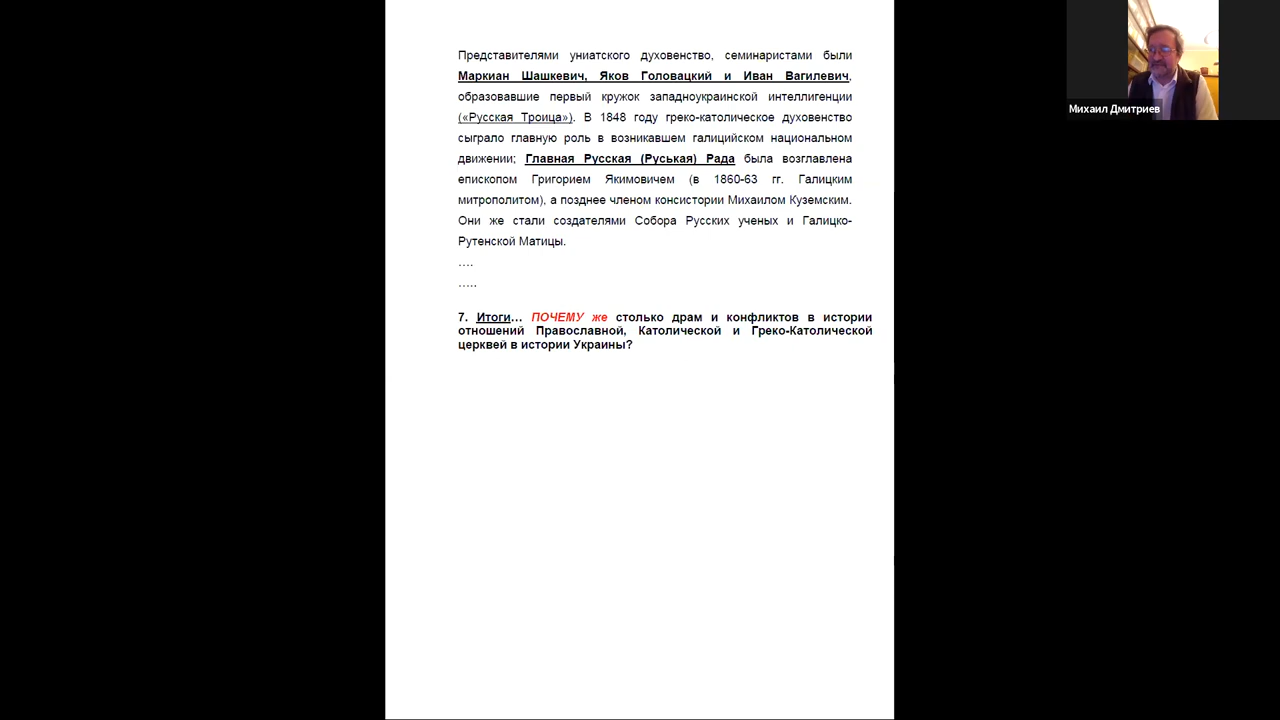 Представителями униатского духовенство, семинаристами были
Маркиан Шашкевич, Яков Головацкий и Иван Вагилевич,
образовавшие первый кружок западноукраинской интеллигенции
(«Русская Троица»). В 1848 году греко-католическое духовенство
сыграло главную роль в возникавшем галицийском национальном
движении; Главная Русская (Руськая) Рада была возглавлена
епископом Григорием Якимовичем (в 1860-63 гг. Галицким
митрополитом), а позднее членом консистории Михаилом Куземским.
Они же стали создателями Собора Русских ученых и Галицко-
Рутенской Матицы.
….
…..
7. Итоги… ПОЧЕМУ же столько драм и конфликтов в истории
отношений Православной, Католической и Греко-Католической
церквей в истории Украины?
Михаил Дмитриев